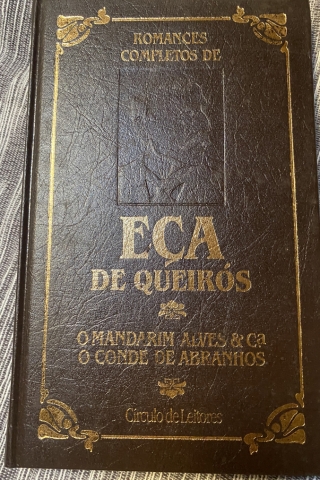 ROMANCES
COMPLETOS DE
EÇA
DE QUEIRÓS
O MANDARIM ALVES & Cª
O CONDE DE ABRANHOS
Círculo de Leitores